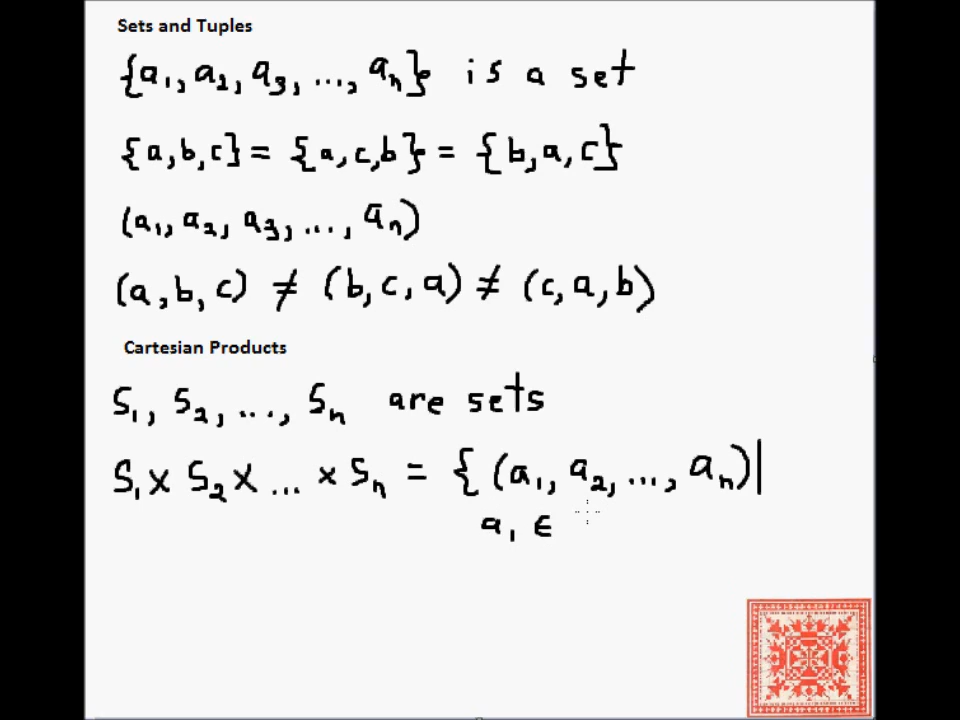 Sets and Tuples
{a₁, a₂, a₃, ..., aₙ} is a set
{a, b, c} = {a, c, b} = {b, a, c}
(a₁, a₂, a₃, ..., aₙ)
(a, b, c) ≠ (b, c, a) ≠ (c, a, b)
Cartesian Products
S₁, S₂, ..., Sₙ are sets
S₁ × S₂ × ... × Sₙ = { (a₁, a₂, ..., aₙ) |
a₁ ∈